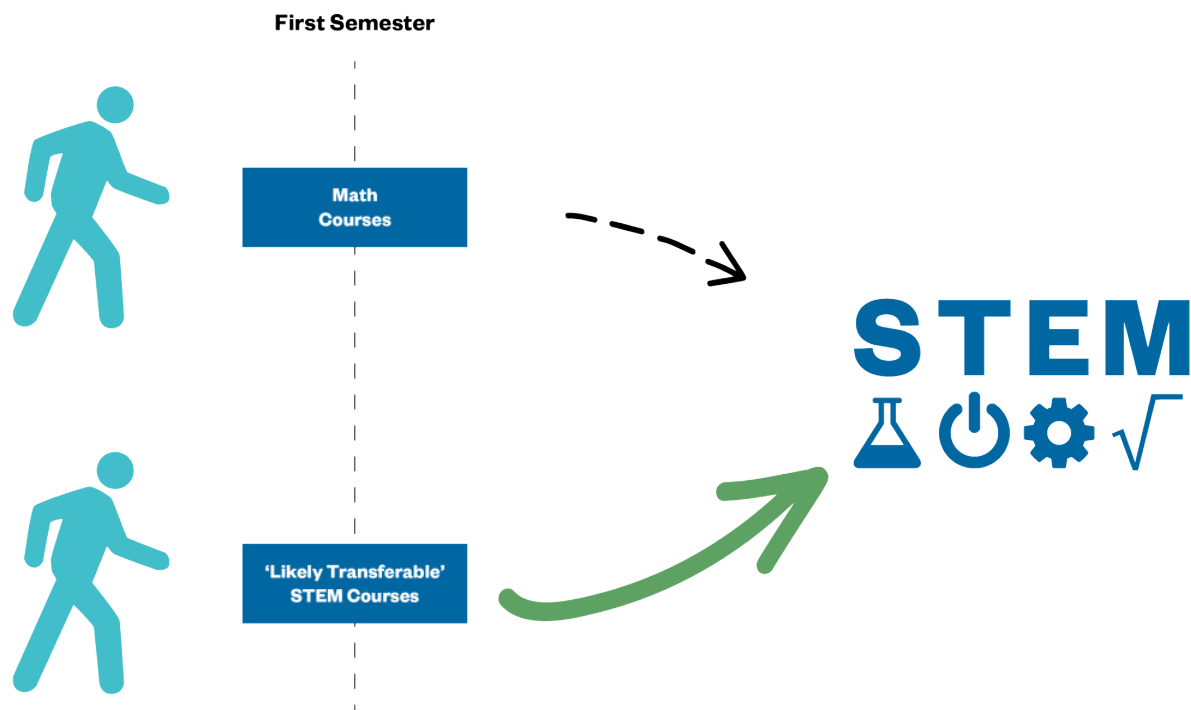 First Semester
Math
Courses
STEM
‘Likely Transferable’
STEM Courses